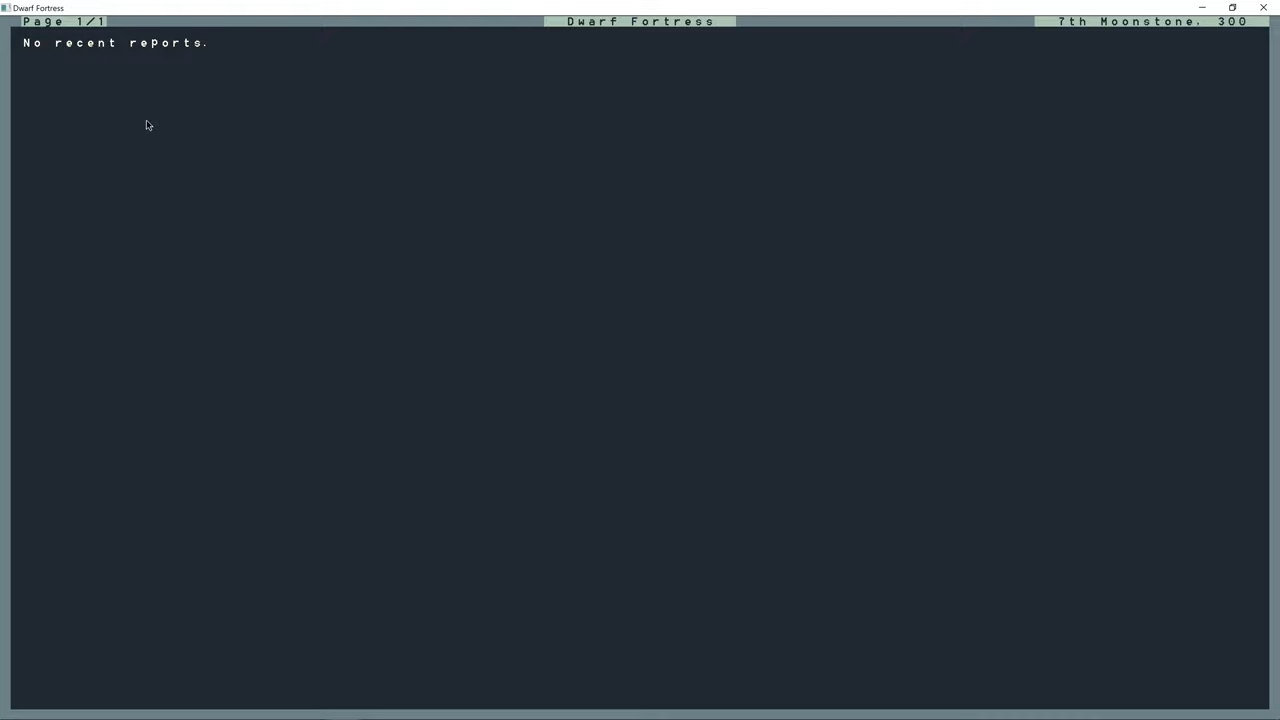 Dwarf Fortress
Page 1/1 Dwarf Fortress 7th Moonstone, 300
No recent reports.